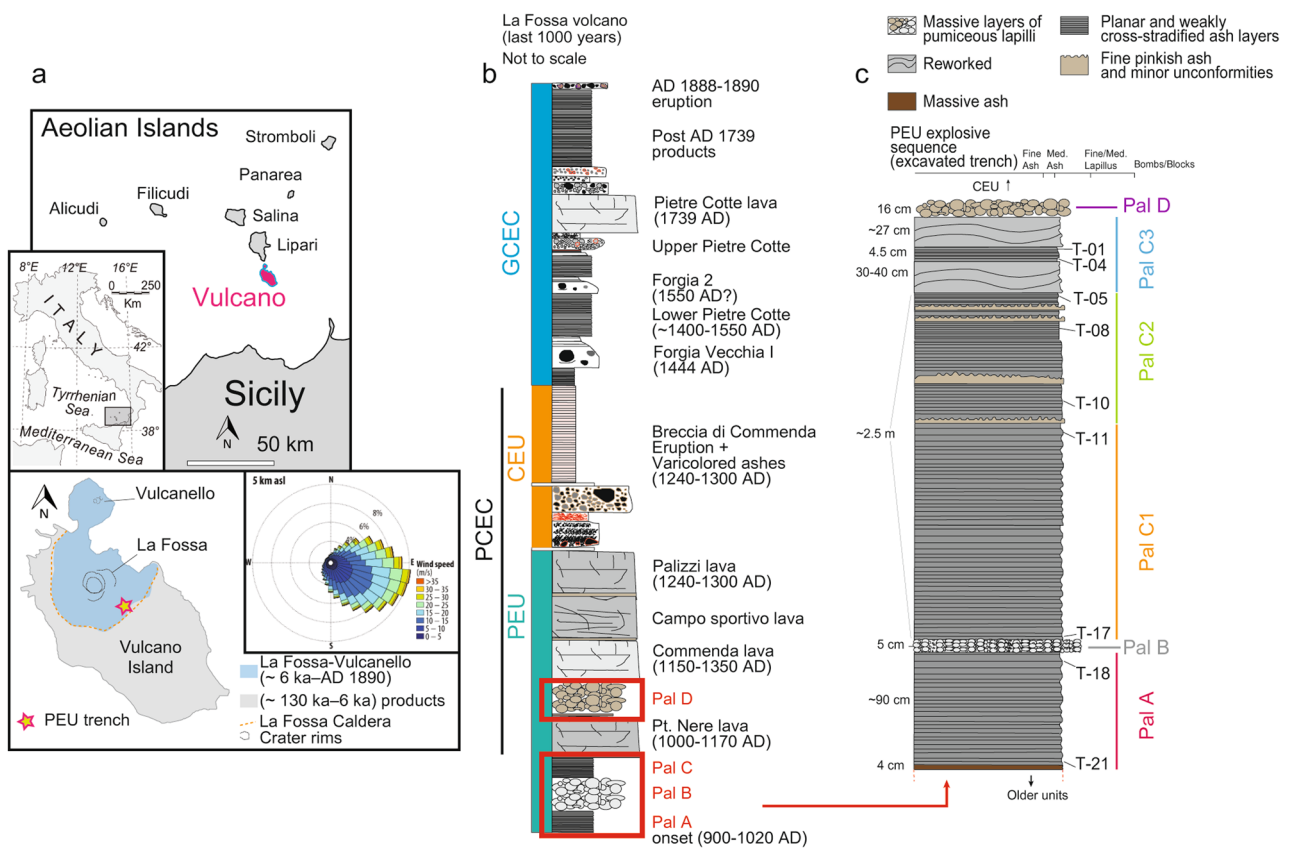 a
Aeolian Islands
Stromboli
Panarea
Filicudi
Alicudi
Salina
Lipari
Vulcano
8°E 12°E 16°E
0 250
Km
ITALY
42°
Tyrrhenian
Sea
38°
Mediterranean Sea
Sicily
N
50 km
N
Vulcanello
La Fossa
Vulcano
Island
PEU trench
5 km asl
N
8%
6%
4%
W
E
S
Wind speed
(m/s)
>35
30 – 35
25 – 30
20 – 25
15 – 20
10 – 15
5 – 10
0 – 5
La Fossa-Vulcanello
(~ 6 ka–AD 1890)
(~ 130 ka–6 ka) products
La Fossa Caldera
Crater rims
La Fossa volcano
(last 1000 years)
Not to scale
b
GCEC
CEU
PCEC
PEU
AD 1888-1890
eruption
Post AD 1739
products
Pietre Cotte lava
(1739 AD)
Upper Pietre Cotte
Forgia 2
(1550 AD?)
Lower Pietre Cotte
(~1400-1550 AD)
Forgia Vecchia I
(1444 AD)
Breccia di Commenda
Eruption +
Varicolored ashes
(1240-1300 AD)
Palizzi lava
(1240-1300 AD)
Campo sportivo lava
Commenda lava
(1150-1350 AD)
Pal D
Pt. Nere lava
(1000-1170 AD)
Pal C
Pal B
Pal A
onset (900-1020 AD)
c
Massive layers of
pumiceous lapilli
Reworked
Massive ash
Planar and weakly
cross-stradified ash layers
Fine pinkish ash
and minor unconformities
PEU explosive
sequence
(excavated trench)
Fine
Ash
Med.
Ash
Fine/Med.
Lapillus
Bombs/Blocks
CEU ↑
16 cm
~27 cm
4.5 cm
30-40 cm
~2.5 m
5 cm
(~90 cm
4 cm
T-01
T-04
T-05
T-08
T-10
T-11
T-17
T-18
T-21
Pal D
Pal C3
Pal C2
Pal C1
Pal B
Pal A
Older units